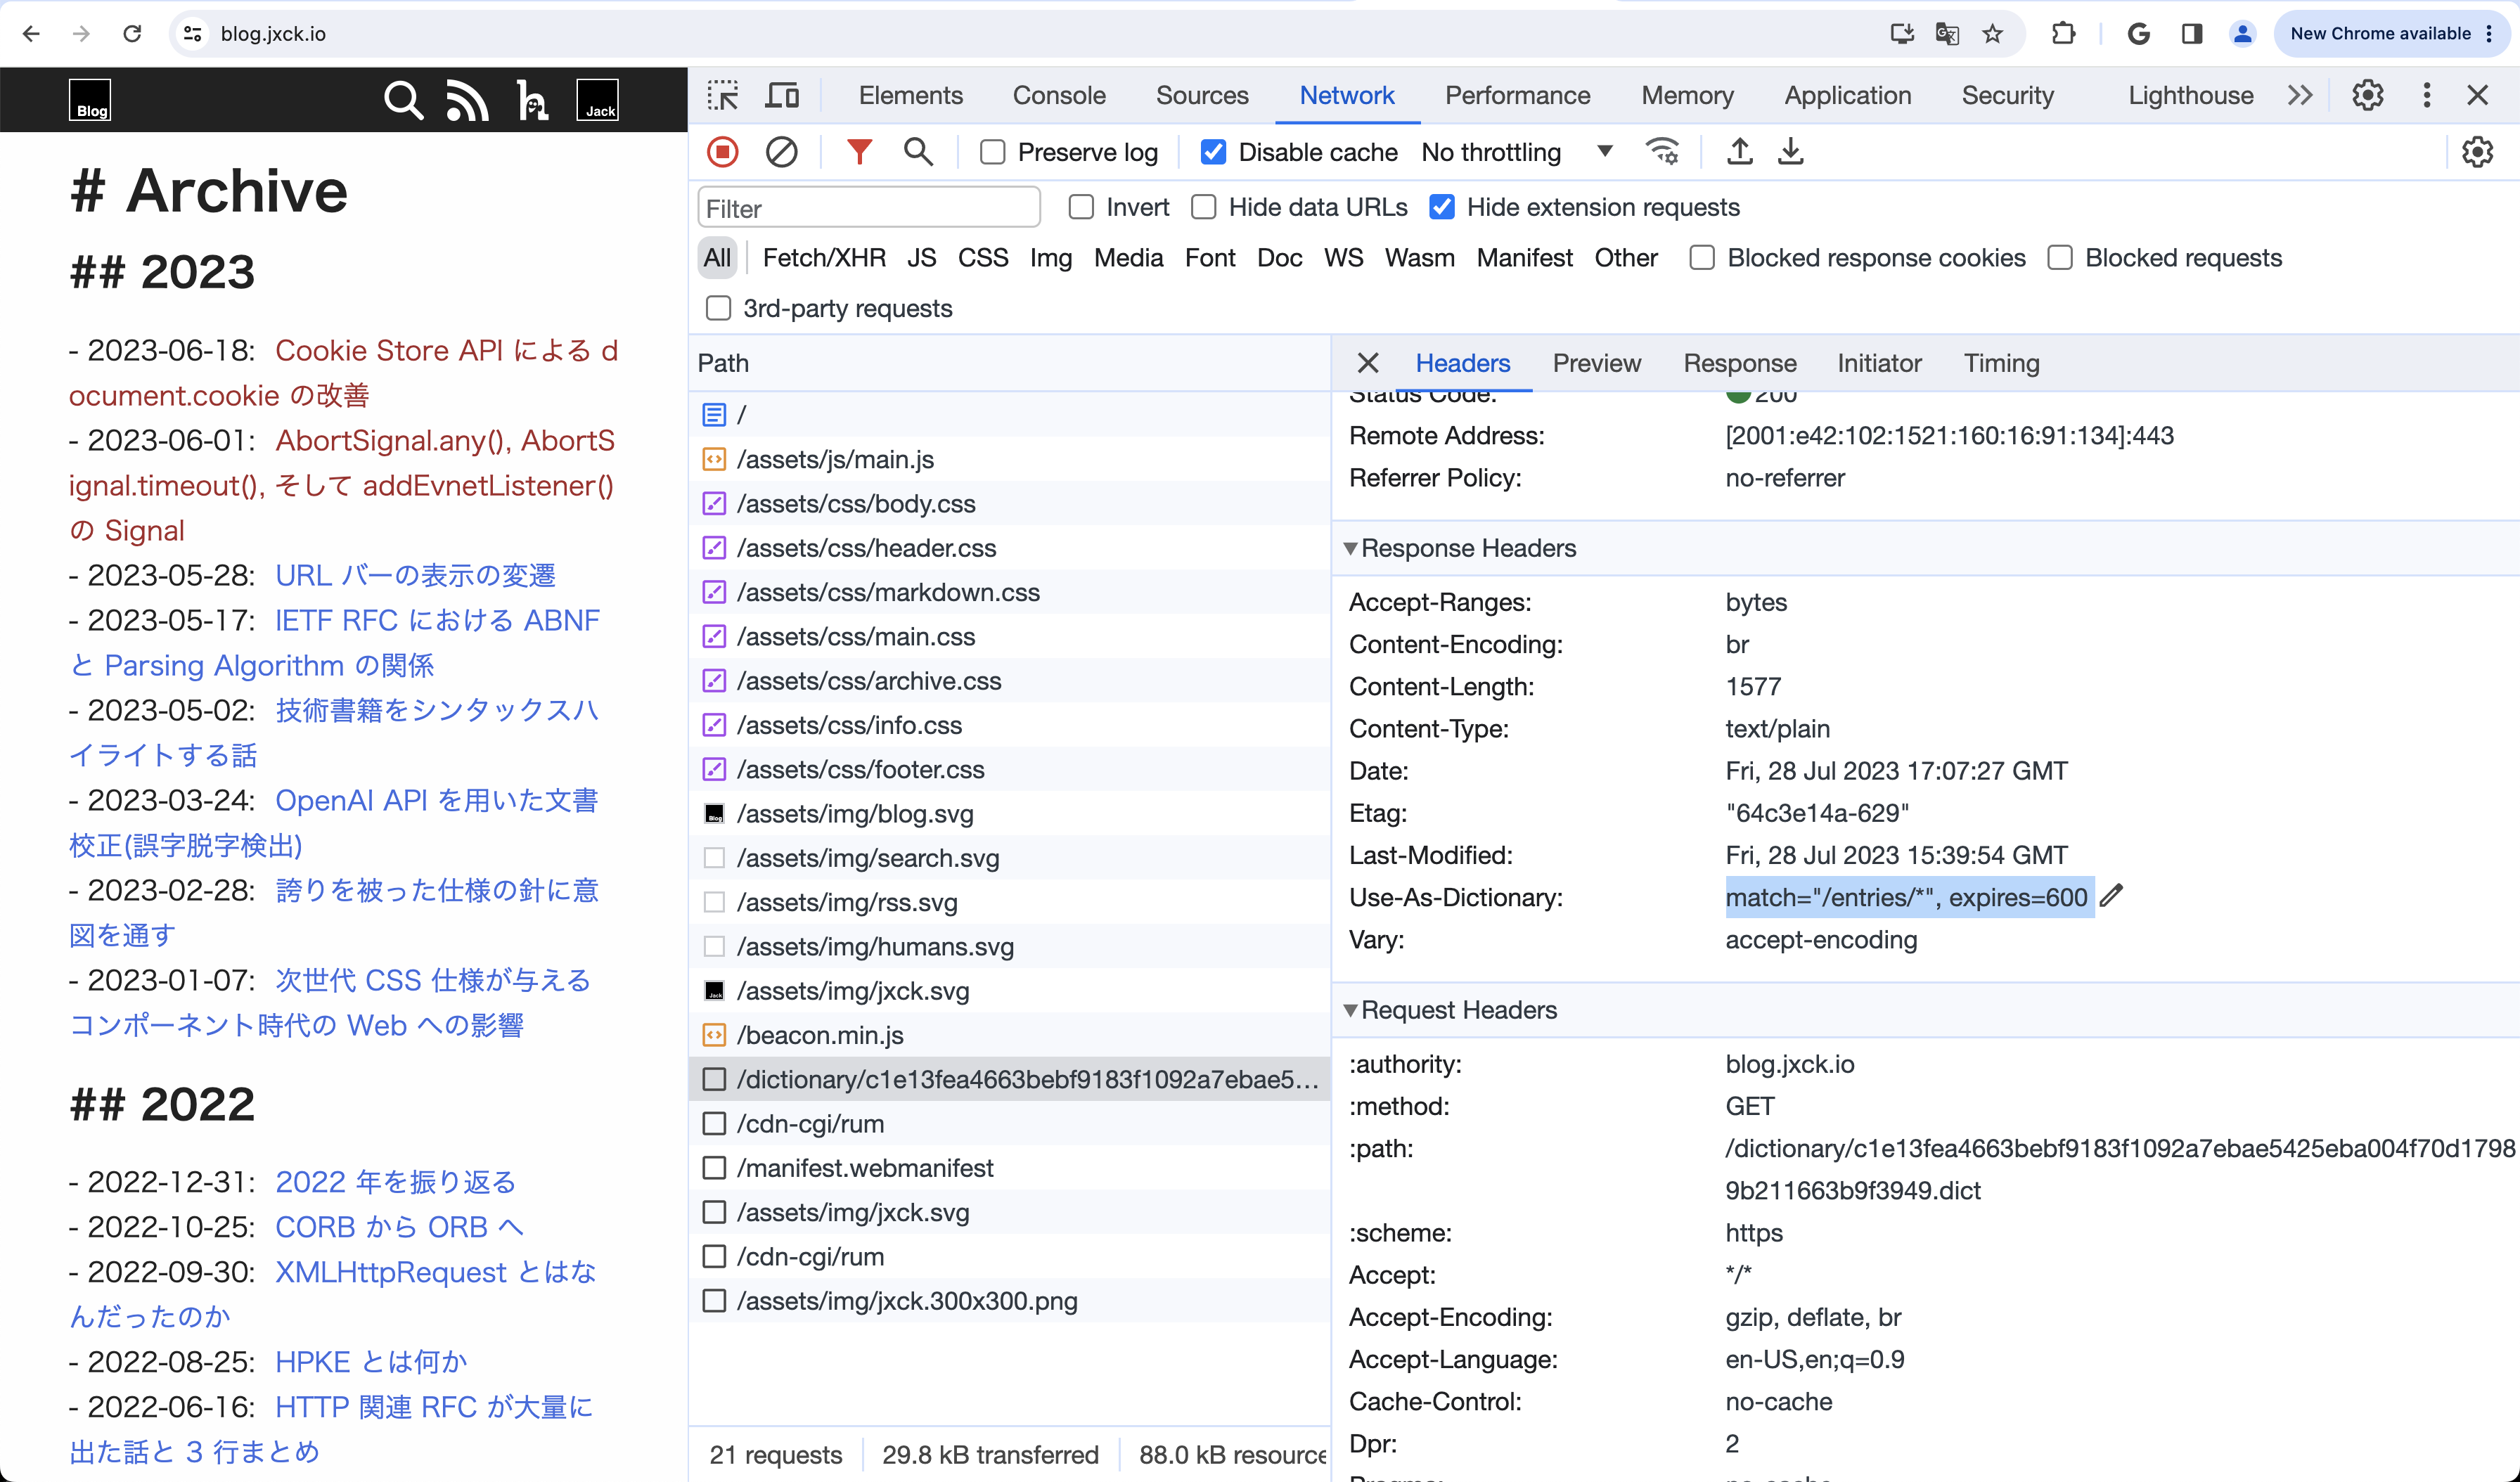 blog.jxck.io
New Chrome available
Blog
Jack
# Archive
## 2023
- 2023-06-18: Cookie Store API による d
ocument.cookie の改善
- 2023-06-01: AbortSignal.any(), AbortS
ignal.timeout(), そして addEvnetListener()
の Signal
- 2023-05-28: URL バーの表示の変遷
- 2023-05-17: IETF RFC における ABNF
と Parsing Algorithm の関係
- 2023-05-02: 技術書籍をシンタックスハ
イライトする話
- 2023-03-24: OpenAI API を用いた文書
校正(誤字脱字検出)
- 2023-02-28: 誇りを被った仕様の針に意
図を通す
- 2023-01-07: 次世代 CSS 仕様が与える
コンポーネント時代の Web への影響
## 2022
- 2022-12-31: 2022 年を振り返る
- 2022-10-25: CORB から ORB へ
- 2022-09-30: XMLHttpRequest とはな
んだったのか
- 2022-08-25: HPKE とは何か
- 2022-06-16: HTTP 関連 RFC が大量に
出た話と 3 行まとめ
Elements Console Sources Network Performance Memory Application Security Lighthouse
Preserve log Disable cache No throttling
Filter Invert Hide data URLs Hide extension requests
All Fetch/XHR JS CSS Img Media Font Doc WS Wasm Manifest Other Blocked response cookies Blocked requests
3rd-party requests
Path
/
/assets/js/main.js
/assets/css/body.css
/assets/css/header.css
/assets/css/markdown.css
/assets/css/main.css
/assets/css/archive.css
/assets/css/info.css
/assets/css/footer.css
/assets/img/blog.svg
/assets/img/search.svg
/assets/img/rss.svg
/assets/img/humans.svg
/assets/img/jxck.svg
/beacon.min.js
/dictionary/c1e13fea4663bebf9183f1092a7ebae5...
/cdn-cgi/rum
/manifest.webmanifest
/assets/img/jxck.svg
/cdn-cgi/rum
/assets/img/jxck.300x300.png
21 requests 29.8 kB transferred 88.0 kB resource
Headers Preview Response Initiator Timing
Status Code: 200
Remote Address: [2001:e42:102:1521:160:16:91:134]:443
Referrer Policy: no-referrer
Response Headers
Accept-Ranges: bytes
Content-Encoding: br
Content-Length: 1577
Content-Type: text/plain
Date: Fri, 28 Jul 2023 17:07:27 GMT
Etag: "64c3e14a-629"
Last-Modified: Fri, 28 Jul 2023 15:39:54 GMT
Use-As-Dictionary: match="/entries/*", expires=600
Vary: accept-encoding
Request Headers
:authority: blog.jxck.io
:method: GET
:path: /dictionary/c1e13fea4663bebf9183f1092a7ebae5425eba004f70d1798
9b211663b9f3949.dict
:scheme: https
Accept: */*
Accept-Encoding: gzip, deflate, br
Accept-Language: en-US,en;q=0.9
Cache-Control: no-cache
Dpr: 2